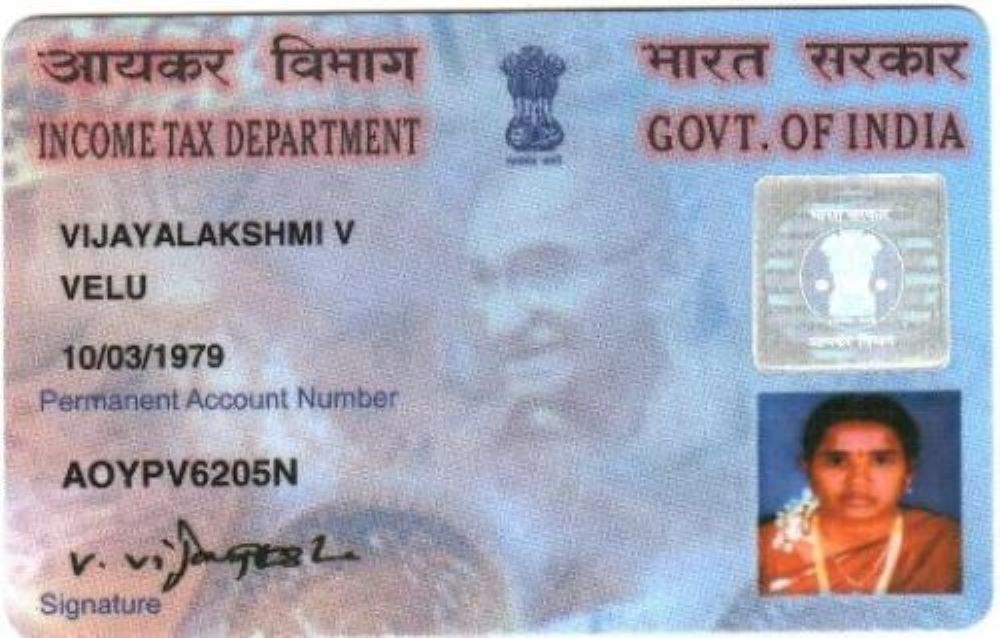 आयकर विभाग
INCOME TAX DEPARTMENT
भारत सरकार
GOVT. OF INDIA
VIJAYALAKSHMI V
VELU
10/03/1979
Permanent Account Number
AOYPV6205N
Signature